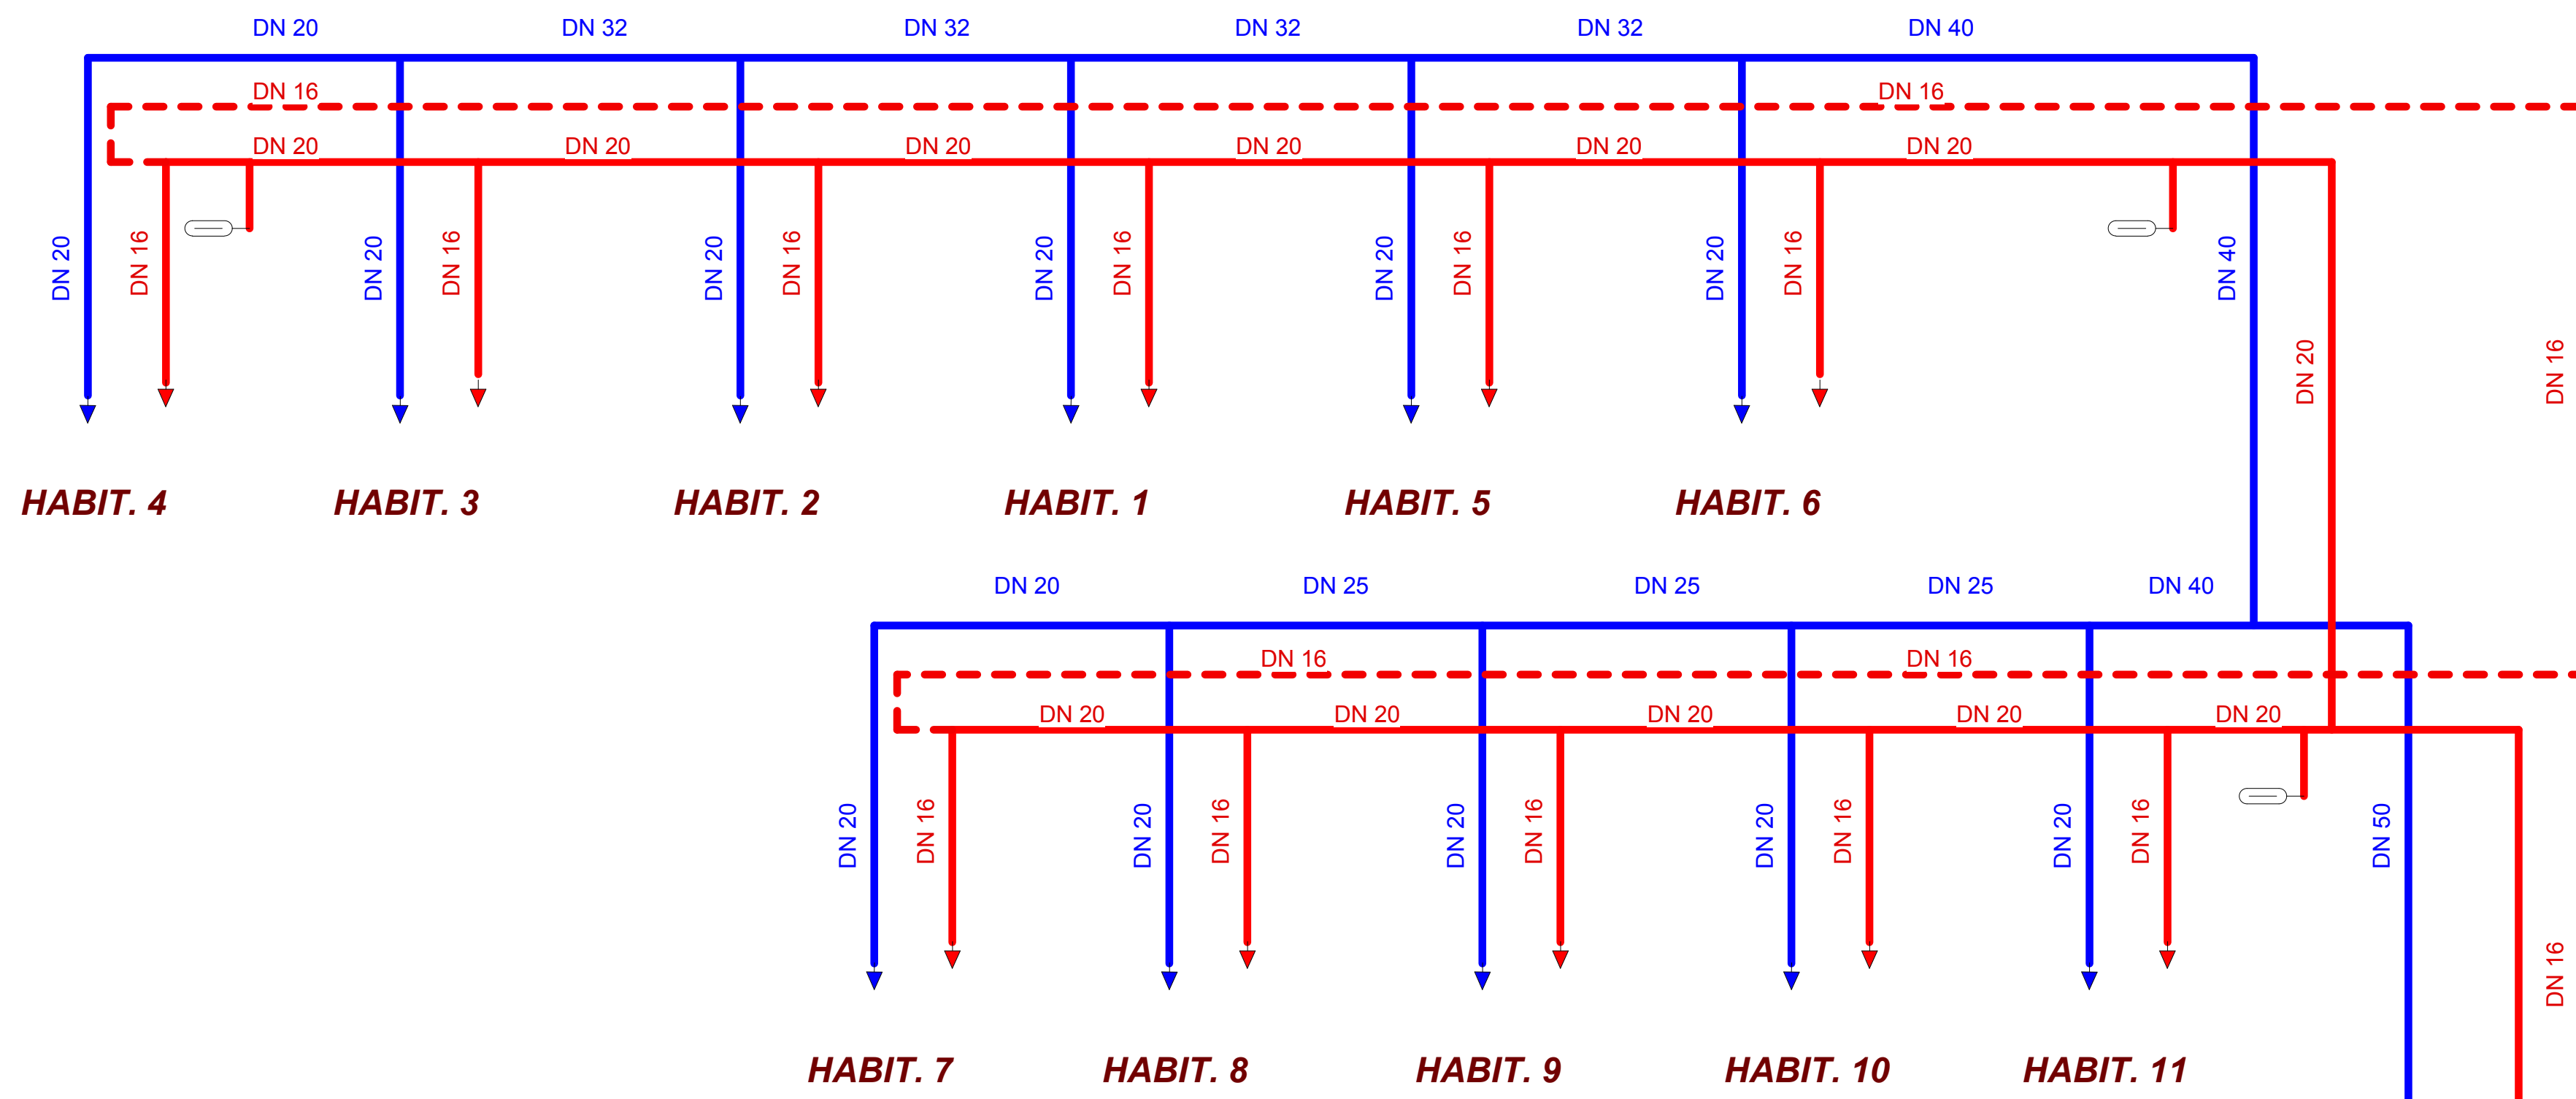 DN 20 DN 32 DN 32 DN 32 DN 32 DN 40
DN 16 DN 16
DN 20 DN 20 DN 20 DN 20 DN 20 DN 20
DN 20 DN 16 DN 20 DN 16 DN 20 DN 16 DN 20 DN 16 DN 20 DN 16 DN 20 DN 16 DN 40
DN 20 DN 16
HABIT. 4 HABIT. 3 HABIT. 2 HABIT. 1 HABIT. 5 HABIT. 6
DN 20 DN 25 DN 25 DN 25 DN 40
DN 16 DN 16
DN 20 DN 20 DN 20 DN 20 DN 20
DN 20 DN 16 DN 20 DN 16 DN 20 DN 16 DN 20 DN 16 DN 20 DN 16 DN 50
DN 16
HABIT. 7 HABIT. 8 HABIT. 9 HABIT. 10 HABIT. 11